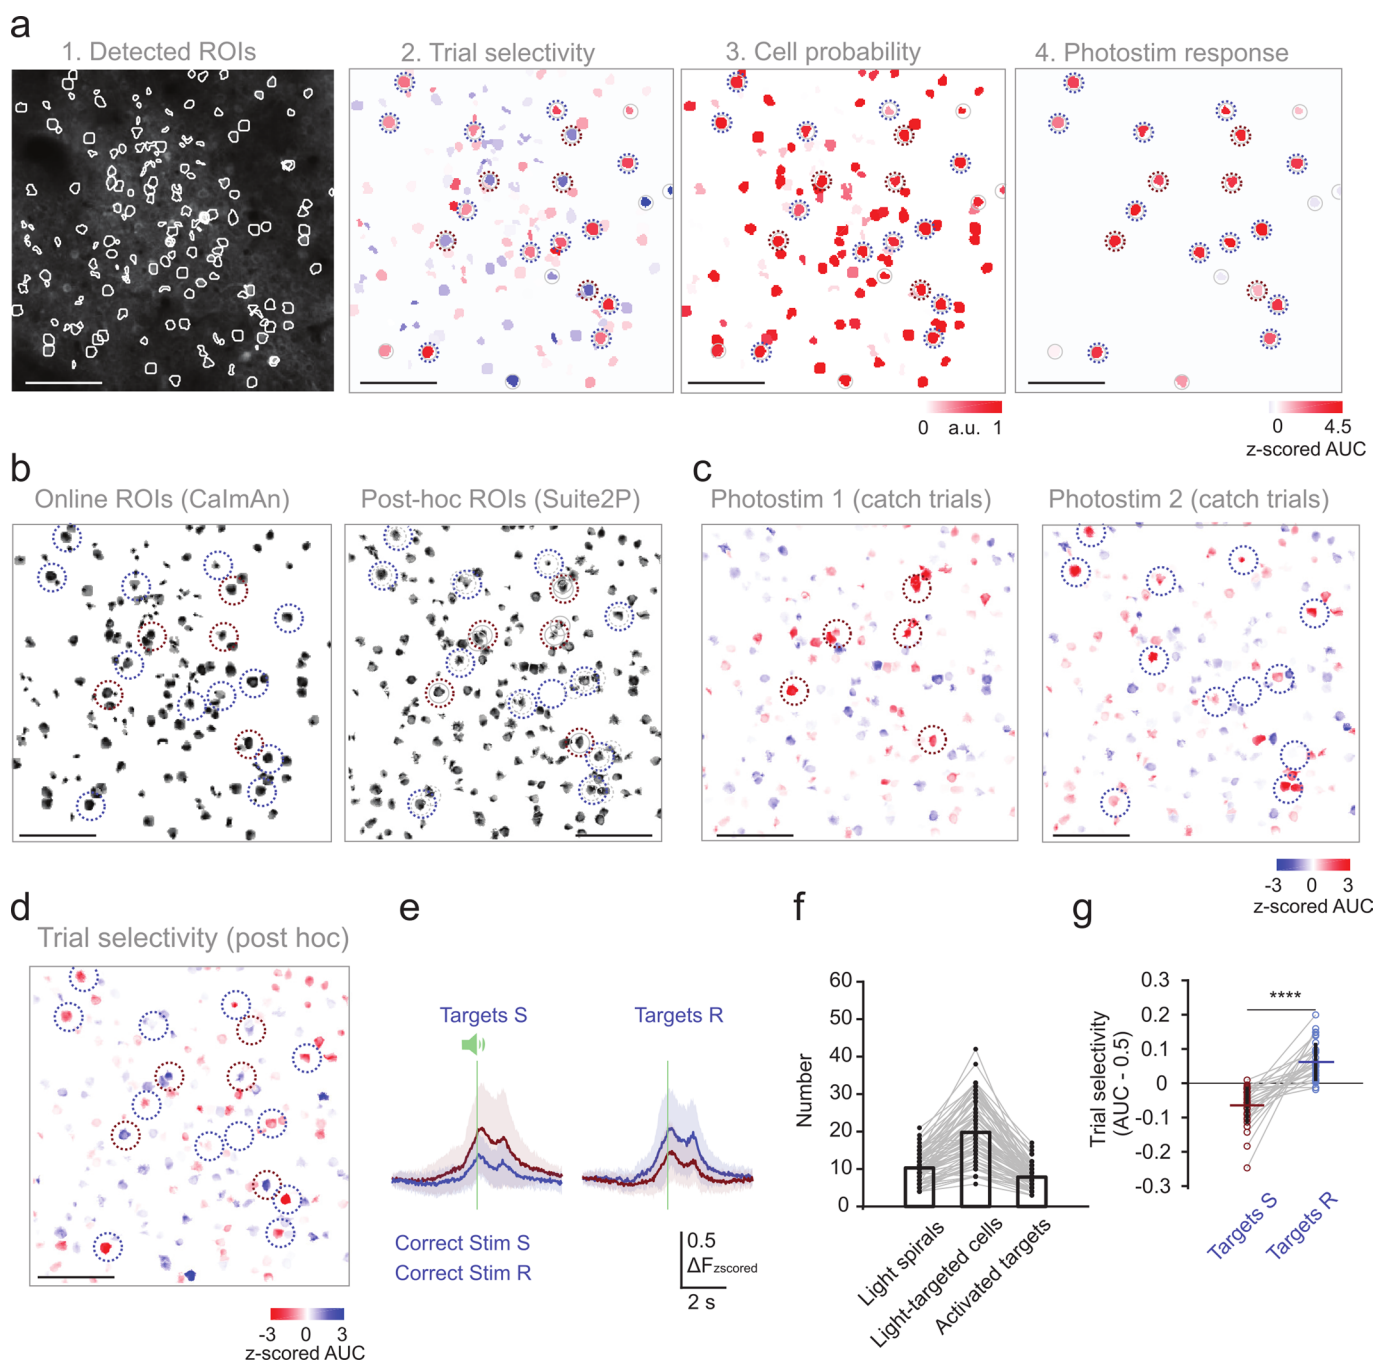 a
1. Detected ROIs
2. Trial selectivity
3. Cell probability
4. Photostim response
0 a.u. 1
0 4.5
z-scored AUC
b
Online ROIs (CaImAn)
Post-hoc ROIs (Suite2P)
c
Photostim 1 (catch trials)
Photostim 2 (catch trials)
-3 0 3
z-scored AUC
d
Trial selectivity (post hoc)
-3 0 3
z-scored AUC
e
Targets S
Targets R
Correct Stim S
Correct Stim R
0.5
ΔFzscored
2 s
f
Number
60
50
40
30
20
10
0
Light spirals
Light-targeted cells
Activated targets
g
Trial selectivity
(AUC - 0.5)
0.3
0.2
0.1
0
-0.1
-0.2
-0.3
****
Targets S
Targets R